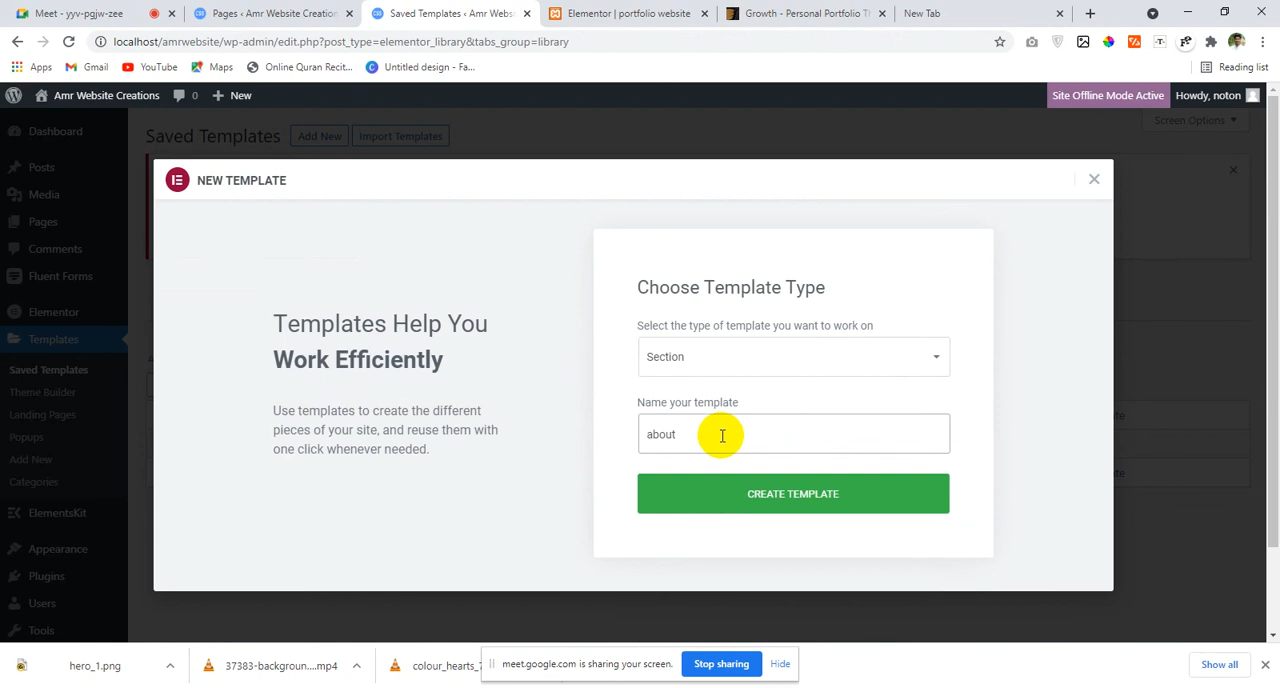 Meet - yyv-pgjw-zee
Pages ‹ Amr Website Creation
Saved Templates ‹ Amr Webs
Elementor | portfolio website
Growth - Personal Portfolio T
New Tab
localhost/amrwebsite/wp-admin/edit.php?post_type=elementor_library&tabs_group=library
Apps
Gmail
YouTube
Maps
Online Quran Recit...
Untitled design - Fa...
Reading list
Amr Website Creations
0
New
Site Offline Mode Active
Howdy, noton
Dashboard
Posts
Media
Pages
Comments
Fluent Forms
Elementor
Templates
Saved Templates
Theme Builder
Landing Pages
Popups
Add New
Categories
ElementsKit
Appearance
Plugins
Users
Tools
Saved Templates
Add New
Import Templates
Screen Options
NEW TEMPLATE
Templates Help You
Work Efficiently
Use templates to create the different
pieces of your site, and reuse them with
one click whenever needed.
Choose Template Type
Select the type of template you want to work on
Section
Name your template
about
CREATE TEMPLATE
hero_1.png
37383-backgroun....mp4
colour_hearts_
meet.google.com is sharing your screen.
Stop sharing
Hide
Show all